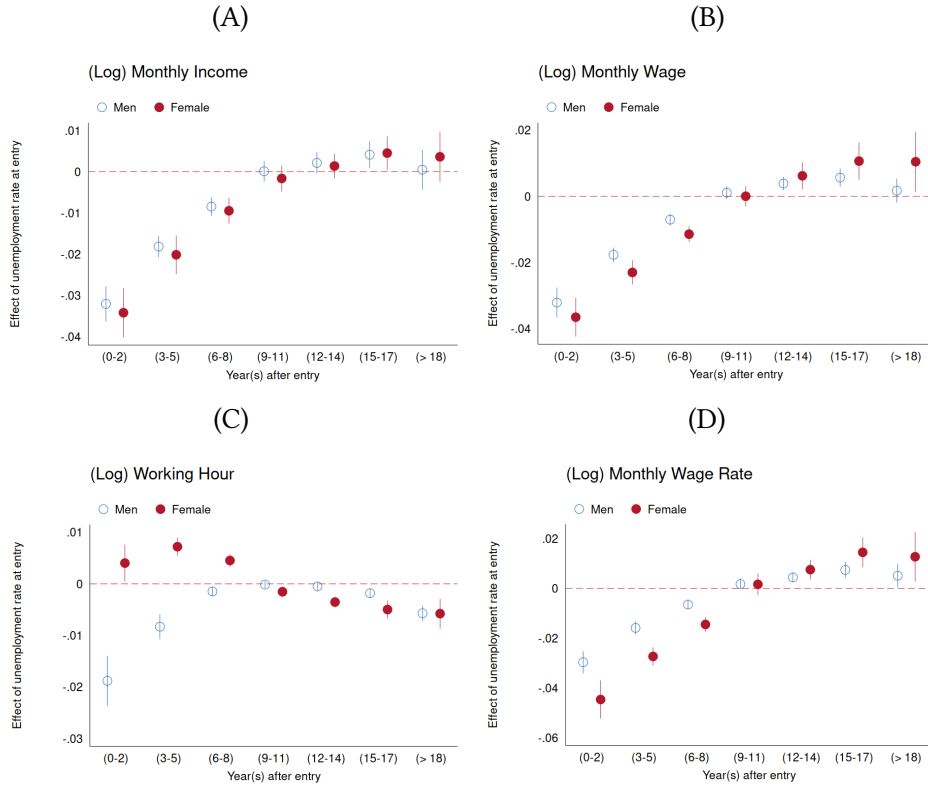 (A)
(Log) Monthly Income
Men Female
Effect of unemployment rate at entry
.01
0
-.01
-.02
-.03
-.04
(0-2) (3-5) (6-8) (9-11) (12-14) (15-17) (> 18)
Year(s) after entry
(B)
(Log) Monthly Wage
Men Female
Effect of unemployment rate at entry
.02
0
-.02
-.04
(0-2) (3-5) (6-8) (9-11) (12-14) (15-17) (> 18)
Year(s) after entry
(C)
(Log) Working Hour
Men Female
Effect of unemployment rate at entry
.01
0
-.01
-.02
-.03
(0-2) (3-5) (6-8) (9-11) (12-14) (15-17) (> 18)
Year(s) after entry
(D)
(Log) Monthly Wage Rate
Men Female
Effect of unemployment rate at entry
.02
0
-.02
-.04
-.06
(0-2) (3-5) (6-8) (9-11) (12-14) (15-17) (> 18)
Year(s) after entry